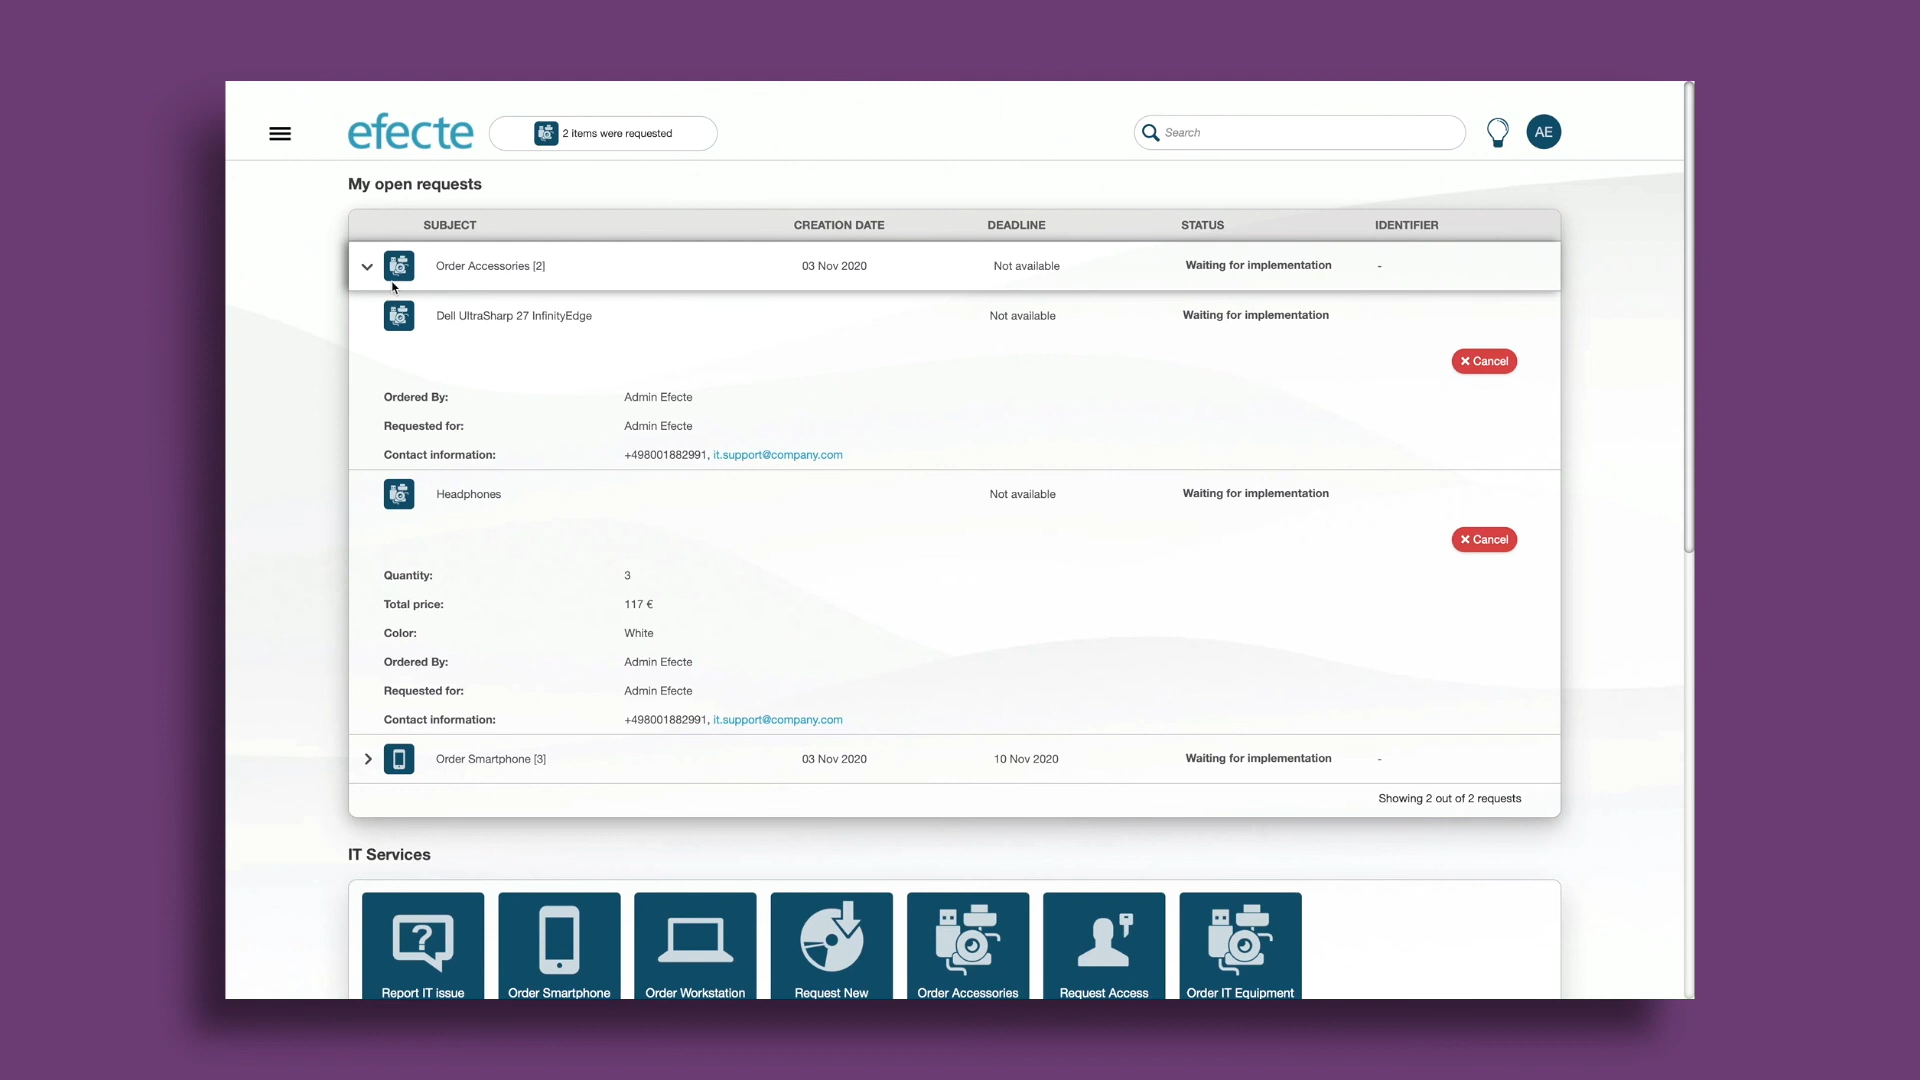 efecte
2 items were requested
Search
AE
My open requests
SUBJECT CREATION DATE DEADLINE STATUS IDENTIFIER
Order Accessories [2] 03 Nov 2020 Not available Waiting for implementation -
Dell UltraSharp 27 InfinityEdge Not available Waiting for implementation
Cancel
Ordered By: Admin Efecte
Requested for: Admin Efecte
Contact information: +498001882991, it.support@company.com
Headphones Not available Waiting for implementation
Cancel
Quantity: 3
Total price: 117 €
Color: White
Ordered By: Admin Efecte
Requested for: Admin Efecte
Contact information: +498001882991, it.support@company.com
Order Smartphone [3] 03 Nov 2020 10 Nov 2020 Waiting for implementation -
Showing 2 out of 2 requests
IT Services
Report IT issue Order Smartphone Order Workstation Request New Order Accessories Request Access Order IT Equipment